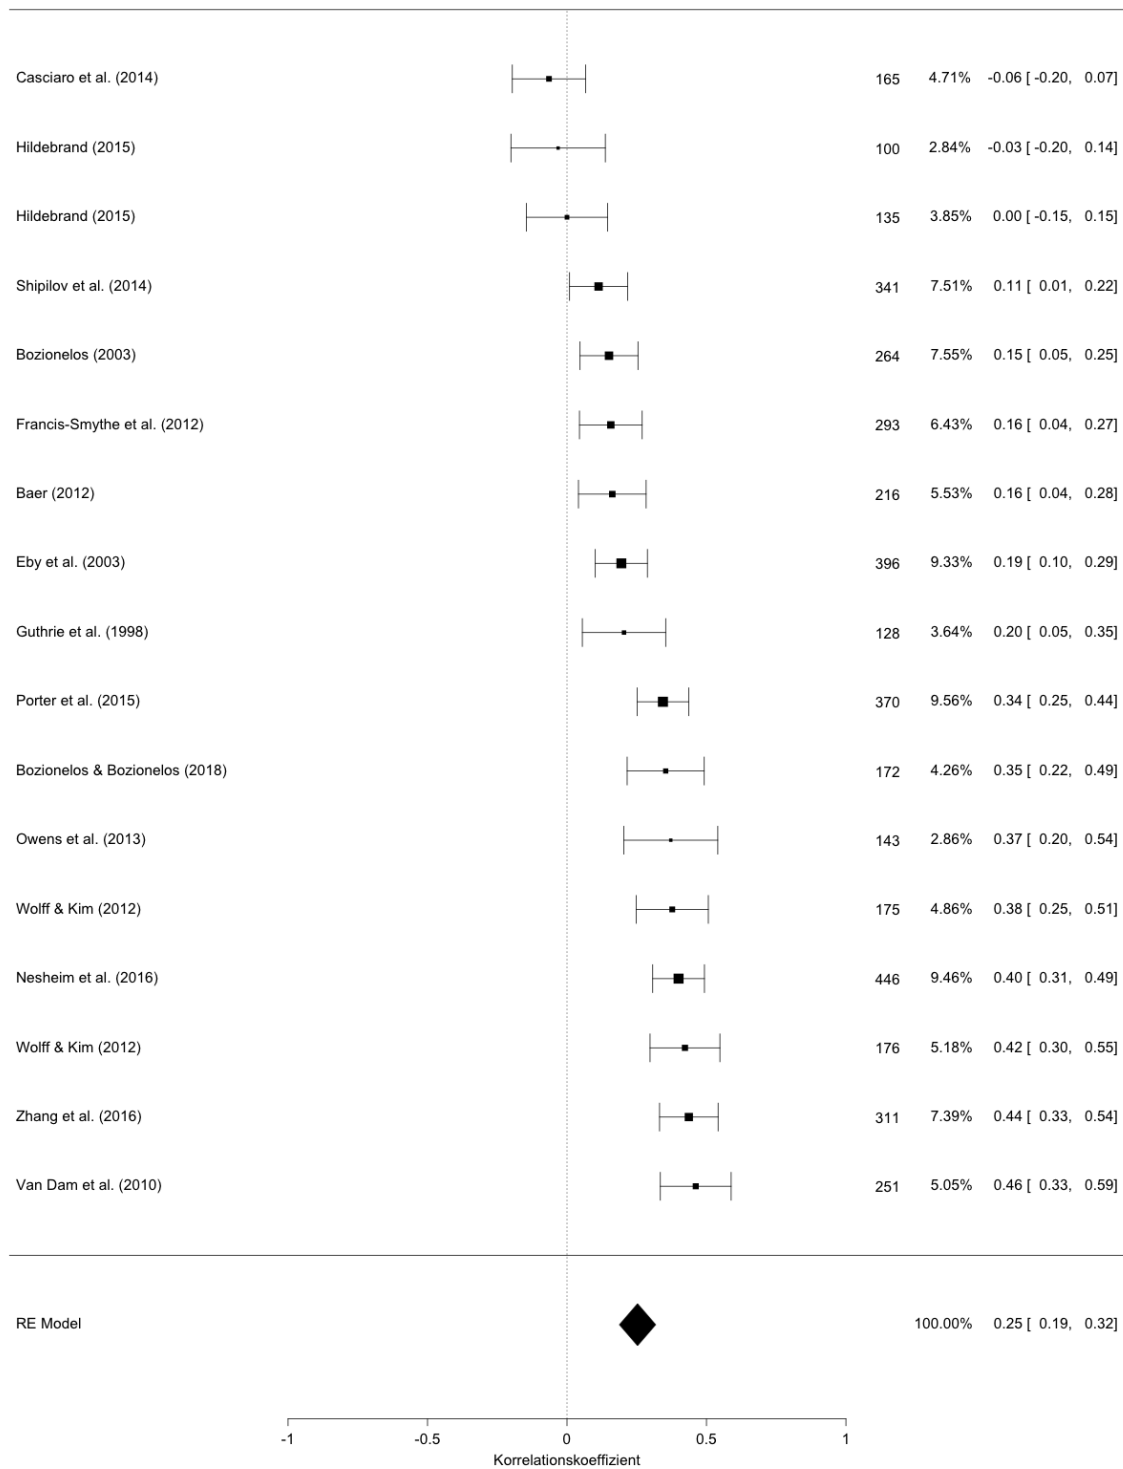 Casciaro et al. (2014) 165 4.71% -0.06 [ -0.20, 0.07]
Hildebrand (2015) 100 2.84% -0.03 [ -0.20, 0.14]
Hildebrand (2015) 135 3.85% 0.00 [ -0.15, 0.15]
Shipilov et al. (2014) 341 7.51% 0.11 [ 0.01, 0.22]
Bozionelos (2003) 264 7.55% 0.15 [ 0.05, 0.25]
Francis-Smythe et al. (2012) 293 6.43% 0.16 [ 0.04, 0.27]
Baer (2012) 216 5.53% 0.16 [ 0.04, 0.28]
Eby et al. (2003) 396 9.33% 0.19 [ 0.10, 0.29]
Guthrie et al. (1998) 128 3.64% 0.20 [ 0.05, 0.35]
Porter et al. (2015) 370 9.56% 0.34 [ 0.25, 0.44]
Bozionelos & Bozionelos (2018) 172 4.26% 0.35 [ 0.22, 0.49]
Owens et al. (2013) 143 2.86% 0.37 [ 0.20, 0.54]
Wolff & Kim (2012) 175 4.86% 0.38 [ 0.25, 0.51]
Nesheim et al. (2016) 446 9.46% 0.40 [ 0.31, 0.49]
Wolff & Kim (2012) 176 5.18% 0.42 [ 0.30, 0.55]
Zhang et al. (2016) 311 7.39% 0.44 [ 0.33, 0.54]
Van Dam et al. (2010) 251 5.05% 0.46 [ 0.33, 0.59]
RE Model 100.00% 0.25 [ 0.19, 0.32]
-1 -0.5 0 0.5 1
Korrelationskoeffizient